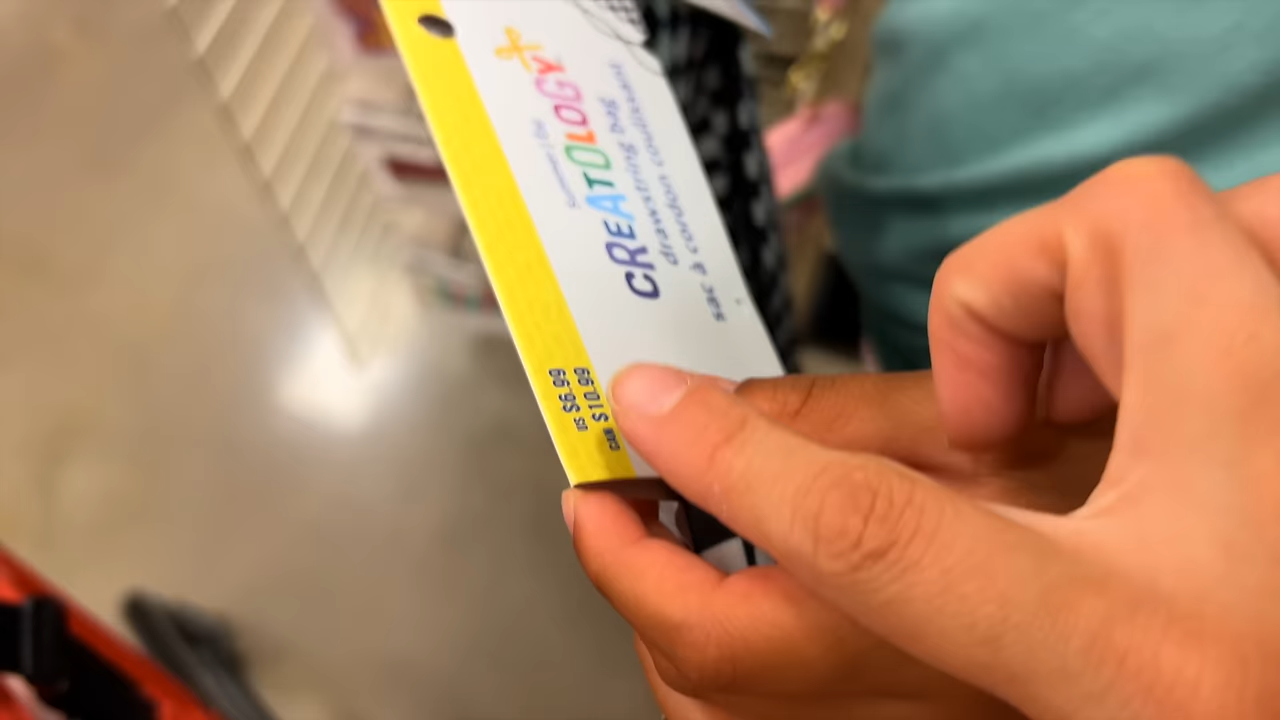 CREATOLOGY
drawstring bag
sac à cordon coulissant
US $6.99
CAN $10.99